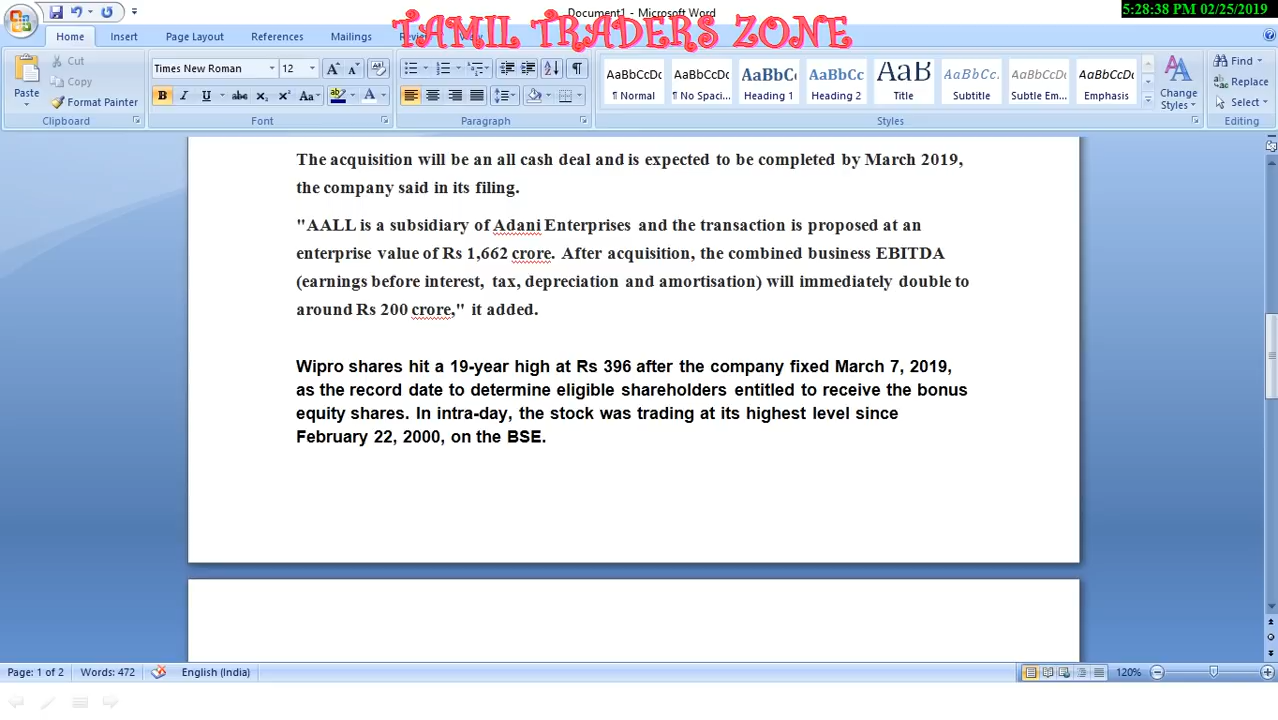 Document1 - Microsoft Word
TAMIL TRADERS ZONE
5:28:38 PM 02/25/2019
Home Insert Page Layout References Mailings
Paste
Cut
Copy
Format Painter
Clipboard
Times New Roman 12
B I U abc x₂ x² Aa
Font
Paragraph
AaBbCcDc AaBbCcDc AaBbC AaBbCc AaB AaBbCc. AaBbCcDc AaBbCcDc
¶ Normal ¶ No Spaci... Heading 1 Heading 2 Title Subtitle Subtle Em... Emphasis
Change
Styles
Styles
Find
Replace
Select
Editing
The acquisition will be an all cash deal and is expected to be completed by March 2019,
the company said in its filing.
"AALL is a subsidiary of Adani Enterprises and the transaction is proposed at an
enterprise value of Rs 1,662 crore. After acquisition, the combined business EBITDA
(earnings before interest, tax, depreciation and amortisation) will immediately double to
around Rs 200 crore," it added.
Wipro shares hit a 19-year high at Rs 396 after the company fixed March 7, 2019,
as the record date to determine eligible shareholders entitled to receive the bonus
equity shares. In intra-day, the stock was trading at its highest level since
February 22, 2000, on the BSE.
Page: 1 of 2 Words: 472 English (India) 120%